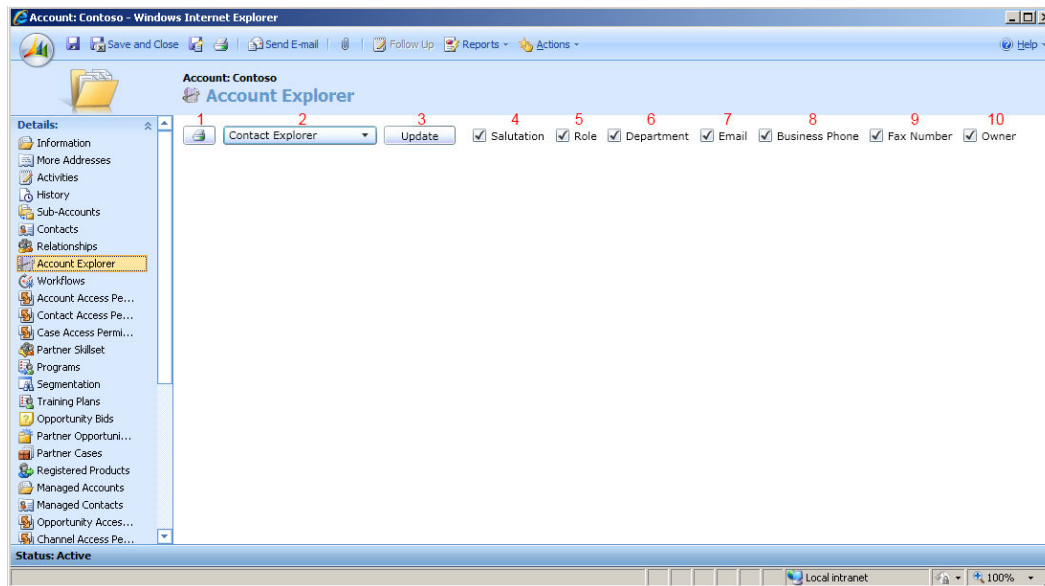 Account: Contoso - Windows Internet Explorer
Save and Close Send E-mail Follow Up Reports Actions Help
Account: Contoso
Account Explorer
Details:
Information
More Addresses
Activities
History
Sub-Accounts
Contacts
Relationships
Account Explorer
Workflows
Account Access Pe...
Contact Access Pe...
Case Access Permi...
Partner Skillset
Programs
Segmentation
Training Plans
Opportunity Bids
Partner Opportuni...
Partner Cases
Registered Products
Managed Accounts
Managed Contacts
Opportunity Acces...
Channel Access Pe...
1 2 3 4 5 6 7 8 9 10
Contact Explorer Update Salutation Role Department Email Business Phone Fax Number Owner
Status: Active
Local intranet 100%